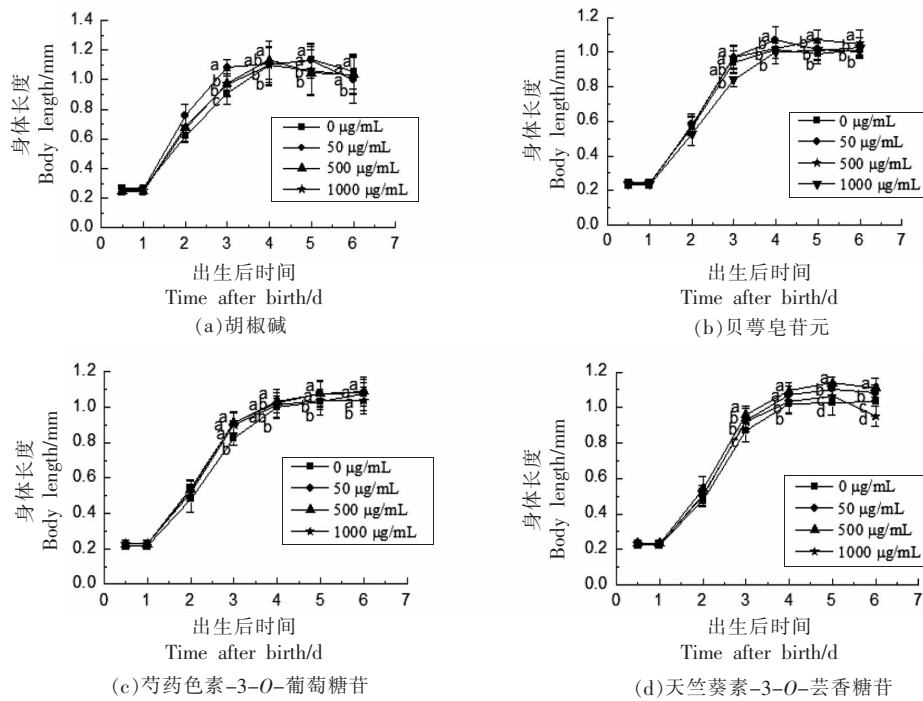 1.4
1.2
1.0
0.8
0.6
0.4
0.2
0.0
身体长度
Body length/mm
0 μg/mL
50 μg/mL
500 μg/mL
1000 μg/mL
0 1 2 3 4 5 6 7
出生后时间
Time after birth/d
(a)胡椒碱
1.2
1.0
0.8
0.6
0.4
0.2
0.0
身体长度
Body length/mm
0 μg/mL
50 μg/mL
500 μg/mL
1000 μg/mL
0 1 2 3 4 5 6 7
出生后时间
Time after birth/d
(b)贝萼皂苷元
1.2
1.0
0.8
0.6
0.4
0.2
0.0
身体长度
Body length/mm
0 μg/mL
50 μg/mL
500 μg/mL
1000 μg/mL
0 1 2 3 4 5 6 7
出生后时间
Time after birth/d
(c)芍药色素-3-O-葡萄糖苷
1.2
1.0
0.8
0.6
0.4
0.2
0.0
身体长度
Body length/mm
0 μg/mL
50 μg/mL
500 μg/mL
1000 μg/mL
0 1 2 3 4 5 6 7
出生后时间
Time after birth/d
(d)天竺葵素-3-O-芸香糖苷